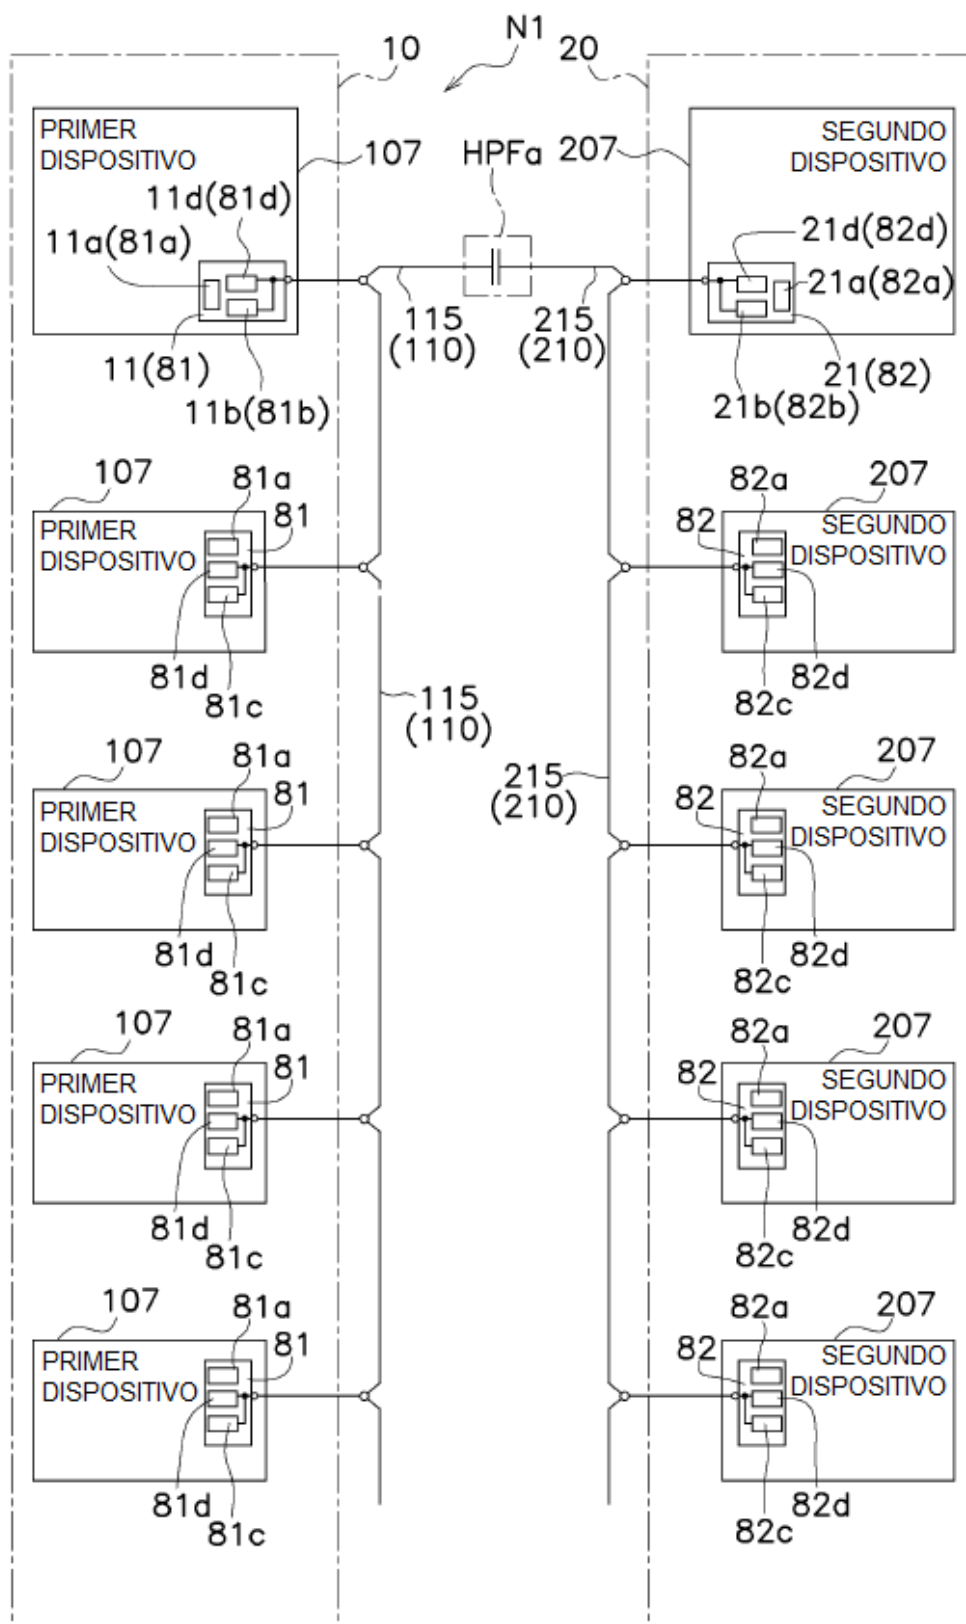 N1
10
20
PRIMER
DISPOSITIVO
107
HPFa
207
SEGUNDO
DISPOSITIVO
11d(81d)
11a(81a)
21d(82d)
21a(82a)
115
(110)
215
(210)
11(81)
21(82)
11b(81b)
21b(82b)
107
81a
82a
207
PRIMER
DISPOSITIVO
81
82
SEGUNDO
DISPOSITIVO
81d
82d
81c
82c
115
(110)
107
81a
82a
207
215
(210)
PRIMER
DISPOSITIVO
81
82
SEGUNDO
DISPOSITIVO
81d
82d
81c
82c
107
81a
82a
207
PRIMER
DISPOSITIVO
81
82
SEGUNDO
DISPOSITIVO
81d
82d
81c
82c
107
81a
82a
207
PRIMER
DISPOSITIVO
81
82
SEGUNDO
DISPOSITIVO
81d
82d
81c
82c